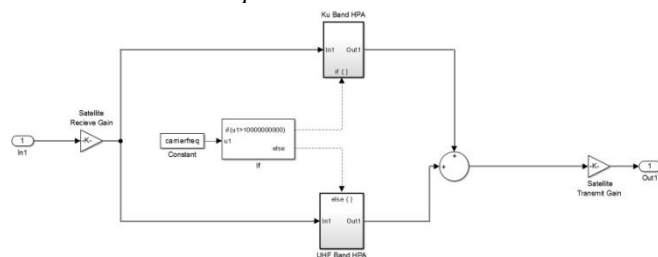 Ku Band HPA
In1
Out1
if { }
Satellite
Recieve Gain
1
In1
-K-
carrierfreq
Constant
if(u1>10000000000)
u1
else
If
else { }
In1
Out1
UHF Band HPA
+
+
-K-
Satellite
Transmit Gain
1
Out1